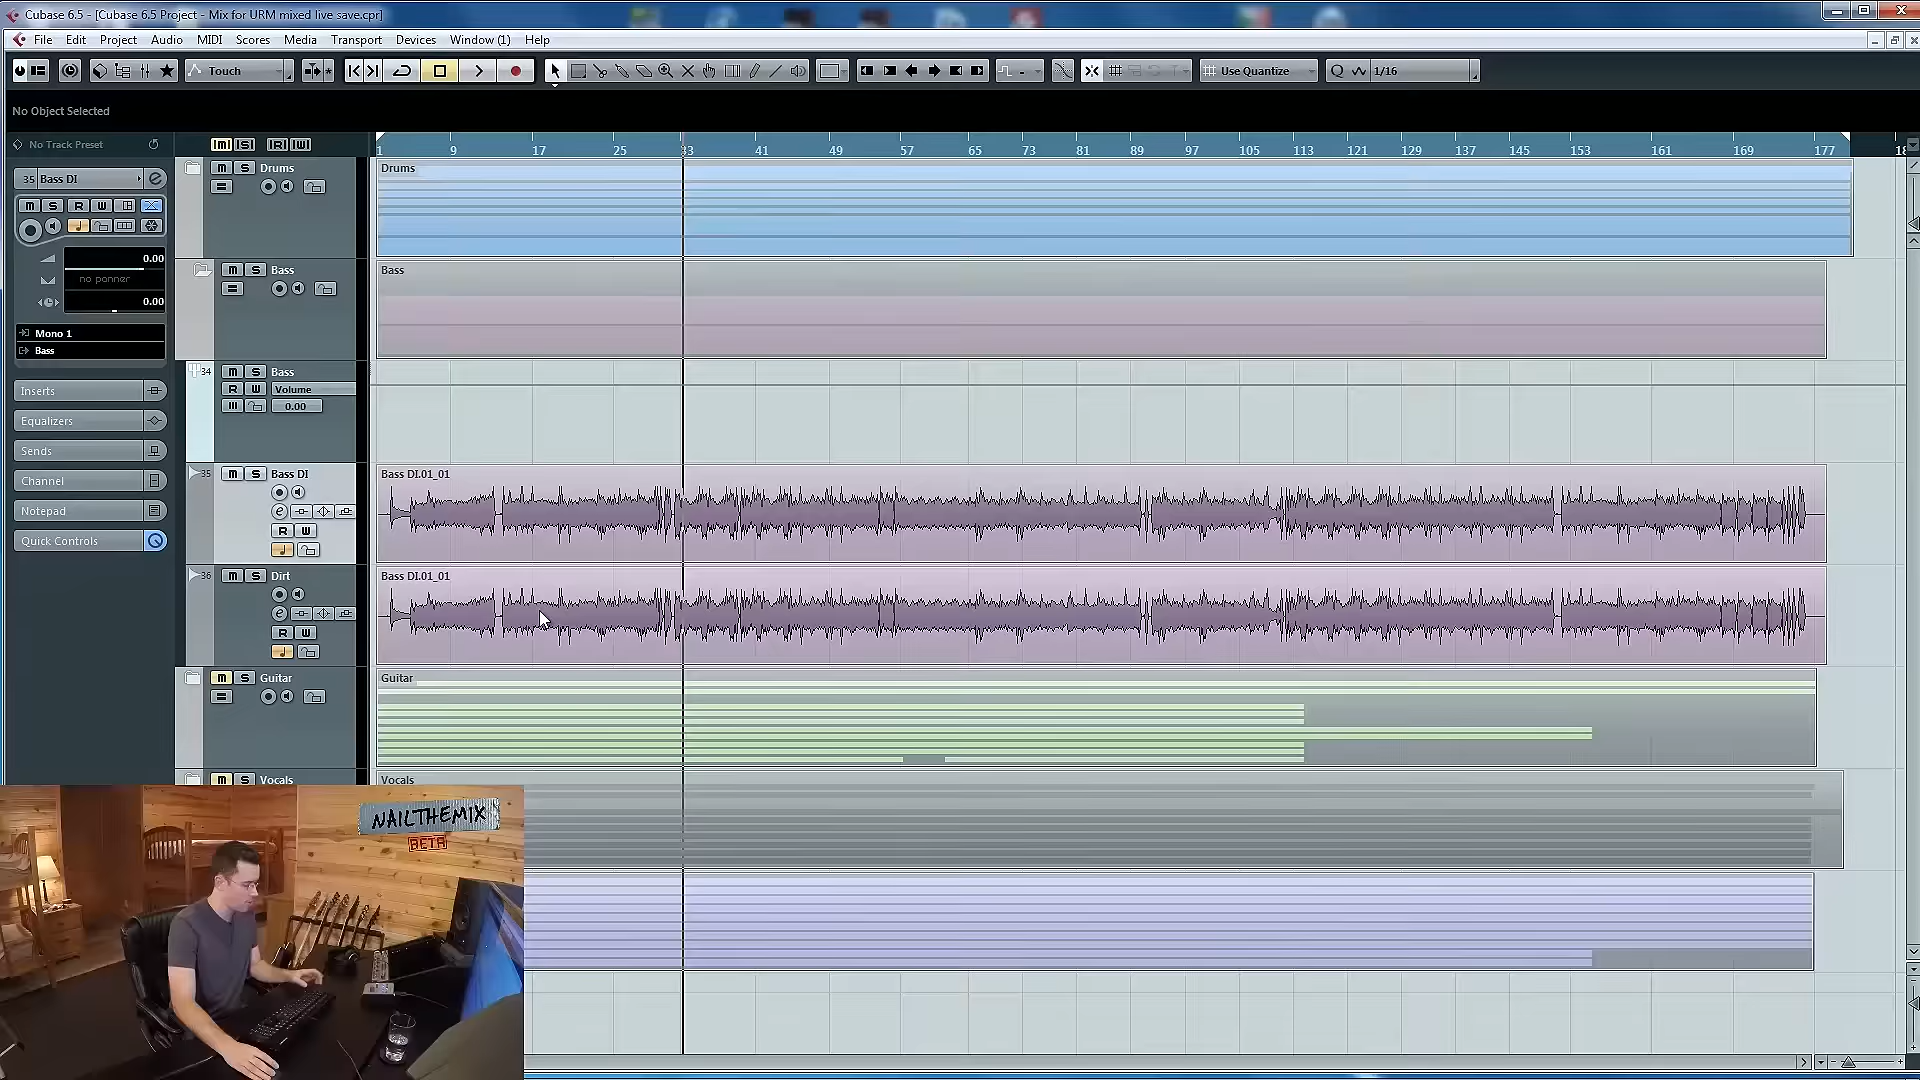 Cubase 6.5 - [Cubase 6.5 Project - Mix for URM mixed live save.cpr]
File Edit Project Audio MIDI Scores Media Transport Devices Window (1) Help
Touch
Use Quantize
1/16
No Object Selected
No Track Preset
1 9 17 25 33 41 49 57 65 73 81 89 97 105 113 121 129 137 145 153 161 169 177
35 Bass DI
M S R W
0.00
no panner
0.00
Mono 1
Bass
Inserts
Equalizers
Sends
Channel
Notepad
Quick Controls
M S Drums
Drums
M S Bass
Bass
34 M S Bass
R W Volume
0.00
35 M S Bass DI
R W
Bass DI.01_01
36 M S Dirt
R W
Bass DI.01_01
M S Guitar
Guitar
M S Vocals
Vocals
NAILTHEMIX
BETA